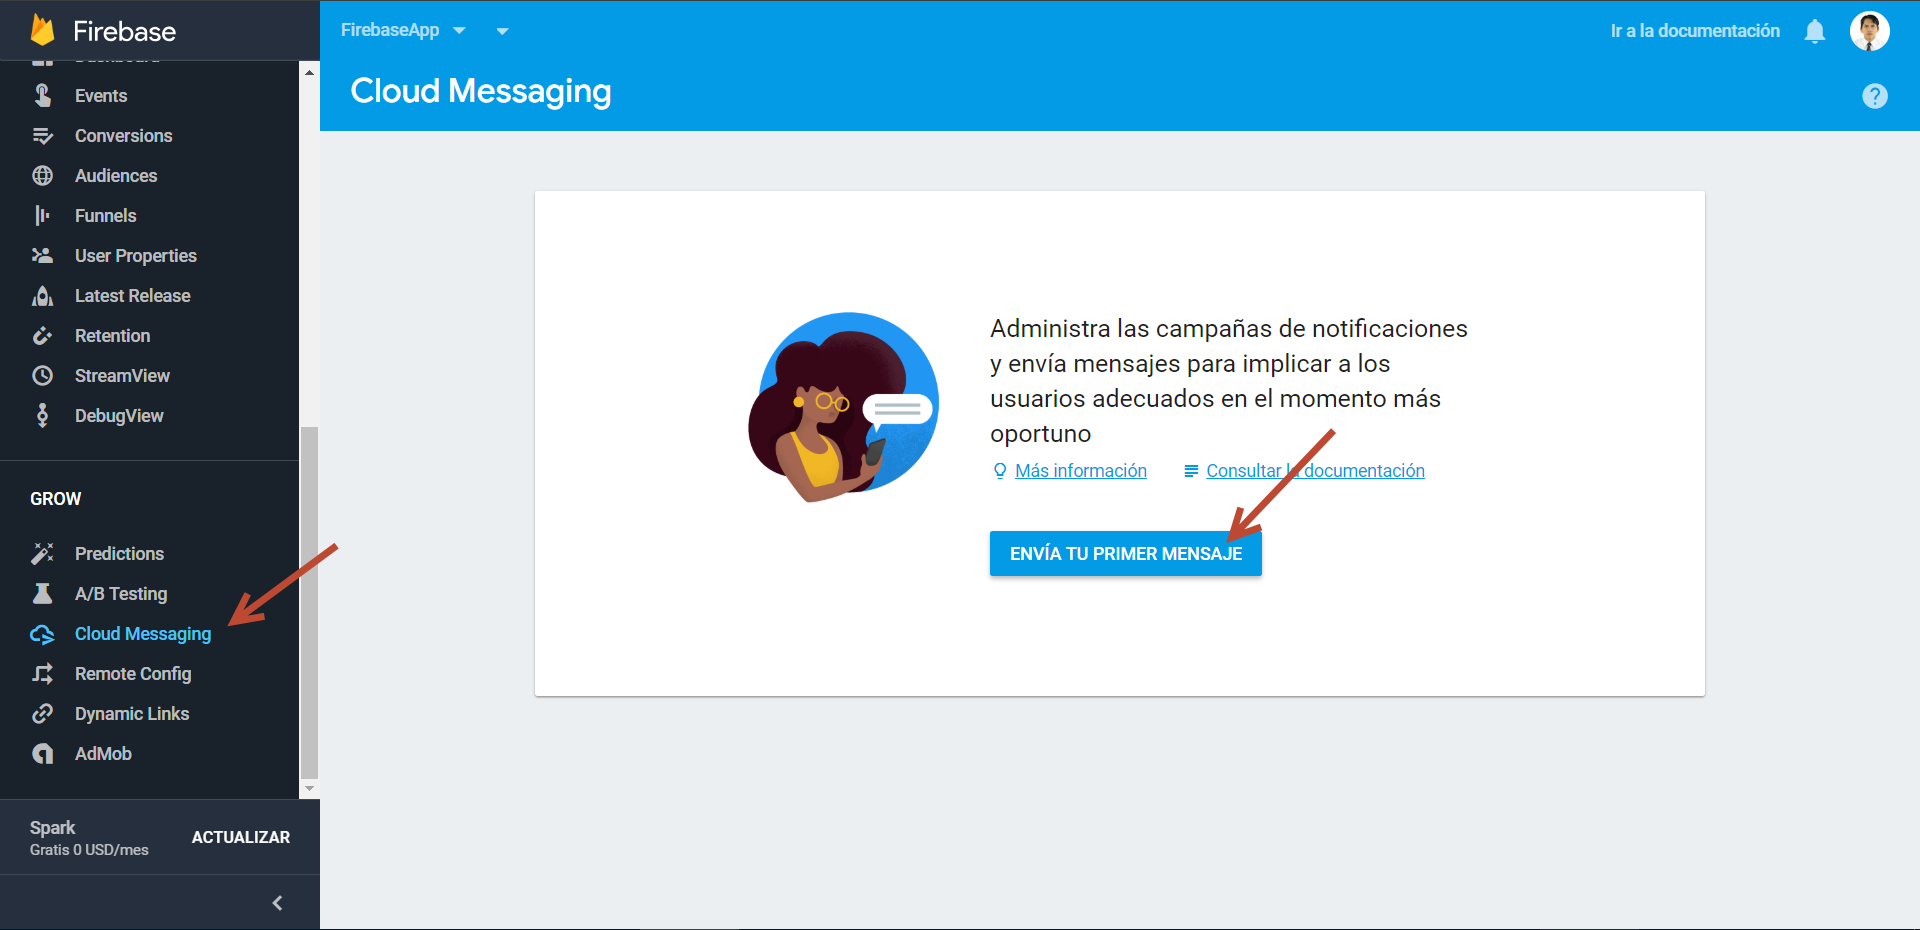 Firebase
Dashboard
Events
Conversions
Audiences
Funnels
User Properties
Latest Release
Retention
StreamView
DebugView
GROW
Predictions
A/B Testing
Cloud Messaging
Remote Config
Dynamic Links
AdMob
Spark
Gratis 0 USD/mes
ACTUALIZAR
FirebaseApp
Ir a la documentación
Cloud Messaging
?
Administra las campañas de notificaciones
y envía mensajes para implicar a los
usuarios adecuados en el momento más
oportuno
Más información
Consultar la documentación
ENVÍA TU PRIMER MENSAJE